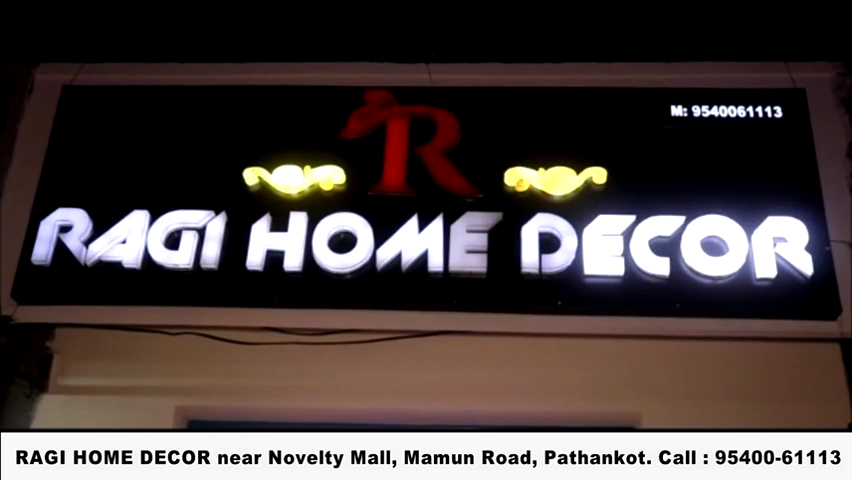 R
M: 9540061113
RAGI HOME DECOR
RAGI HOME DECOR near Novelty Mall, Mamun Road, Pathankot. Call : 95400-61113